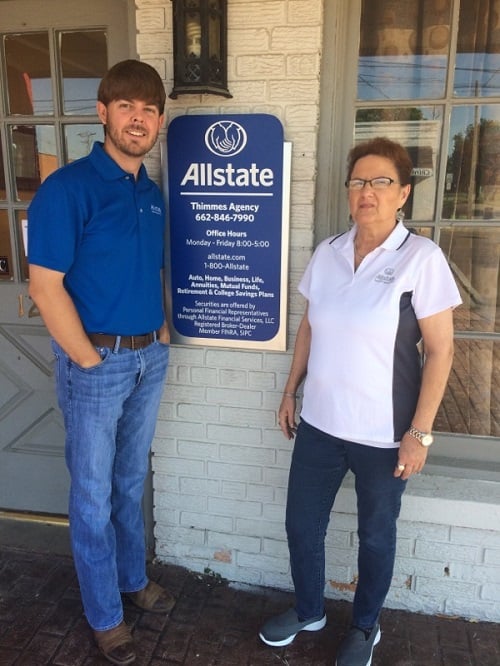 Allstate
Thimmes Agency
662-846-7990
Office Hours
Monday - Friday 8:00-5:00
allstate.com
1-800-Allstate
Auto, Home, Business, Life,
Annuities, Mutual Funds,
Retirement & College Savings Plans
Securities are offered by
Personal Financial Representatives
through Allstate Financial Services, LLC
Registered Broker-Dealer
Member FINRA, SIPC